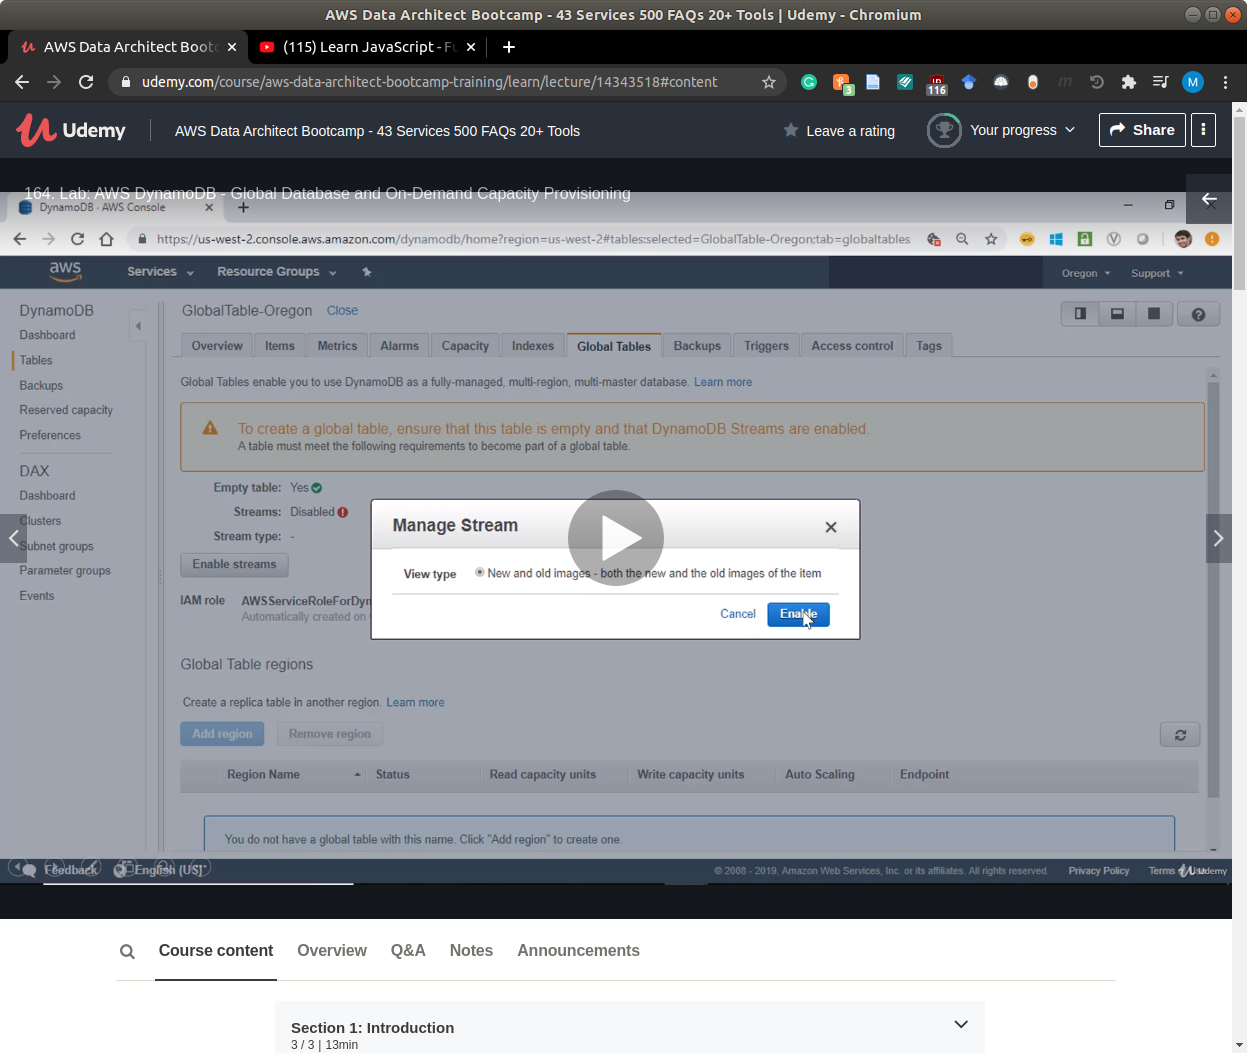 AWS Data Architect Bootcamp - 43 Services 500 FAQs 20+ Tools | Udemy - Chromium
AWS Data Architect Bootc
(115) Learn JavaScript - Fu
udemy.com/course/aws-data-architect-bootcamp-training/learn/lecture/14343518#content
3
116
M
Udemy
AWS Data Architect Bootcamp - 43 Services 500 FAQs 20+ Tools
Leave a rating
Your progress
Share
164. Lab: AWS DynamoDB - Global Database and On-Demand Capacity Provisioning
DynamoDB · AWS Console
https://us-west-2.console.aws.amazon.com/dynamodb/home?region=us-west-2#tables:selected=GlobalTable-Oregon;tab=globaltables
aws
Services
Resource Groups
Oregon
Support
DynamoDB
Dashboard
Tables
Backups
Reserved capacity
Preferences
DAX
Dashboard
Clusters
Subnet groups
Parameter groups
Events
GlobalTable-Oregon
Close
Overview
Items
Metrics
Alarms
Capacity
Indexes
Global Tables
Backups
Triggers
Access control
Tags
Global Tables enable you to use DynamoDB as a fully-managed, multi-region, multi-master database. Learn more
To create a global table, ensure that this table is empty and that DynamoDB Streams are enabled.
A table must meet the following requirements to become part of a global table.
Empty table: Yes
Streams: Disabled
Stream type: -
Enable streams
IAM role AWSServiceRoleForDyn
Automatically created on
Manage Stream
View type
New and old images - both the new and the old images of the item
Cancel
Enable
Global Table regions
Create a replica table in another region. Learn more
Add region
Remove region
Region Name
Status
Read capacity units
Write capacity units
Auto Scaling
Endpoint
You do not have a global table with this name. Click "Add region" to create one.
Feedback
English (US)
© 2008 - 2019, Amazon Web Services, Inc. or its affiliates. All rights reserved.
Privacy Policy
Terms
Udemy
Course content
Overview
Q&A
Notes
Announcements
Section 1: Introduction
3 / 3 | 13min